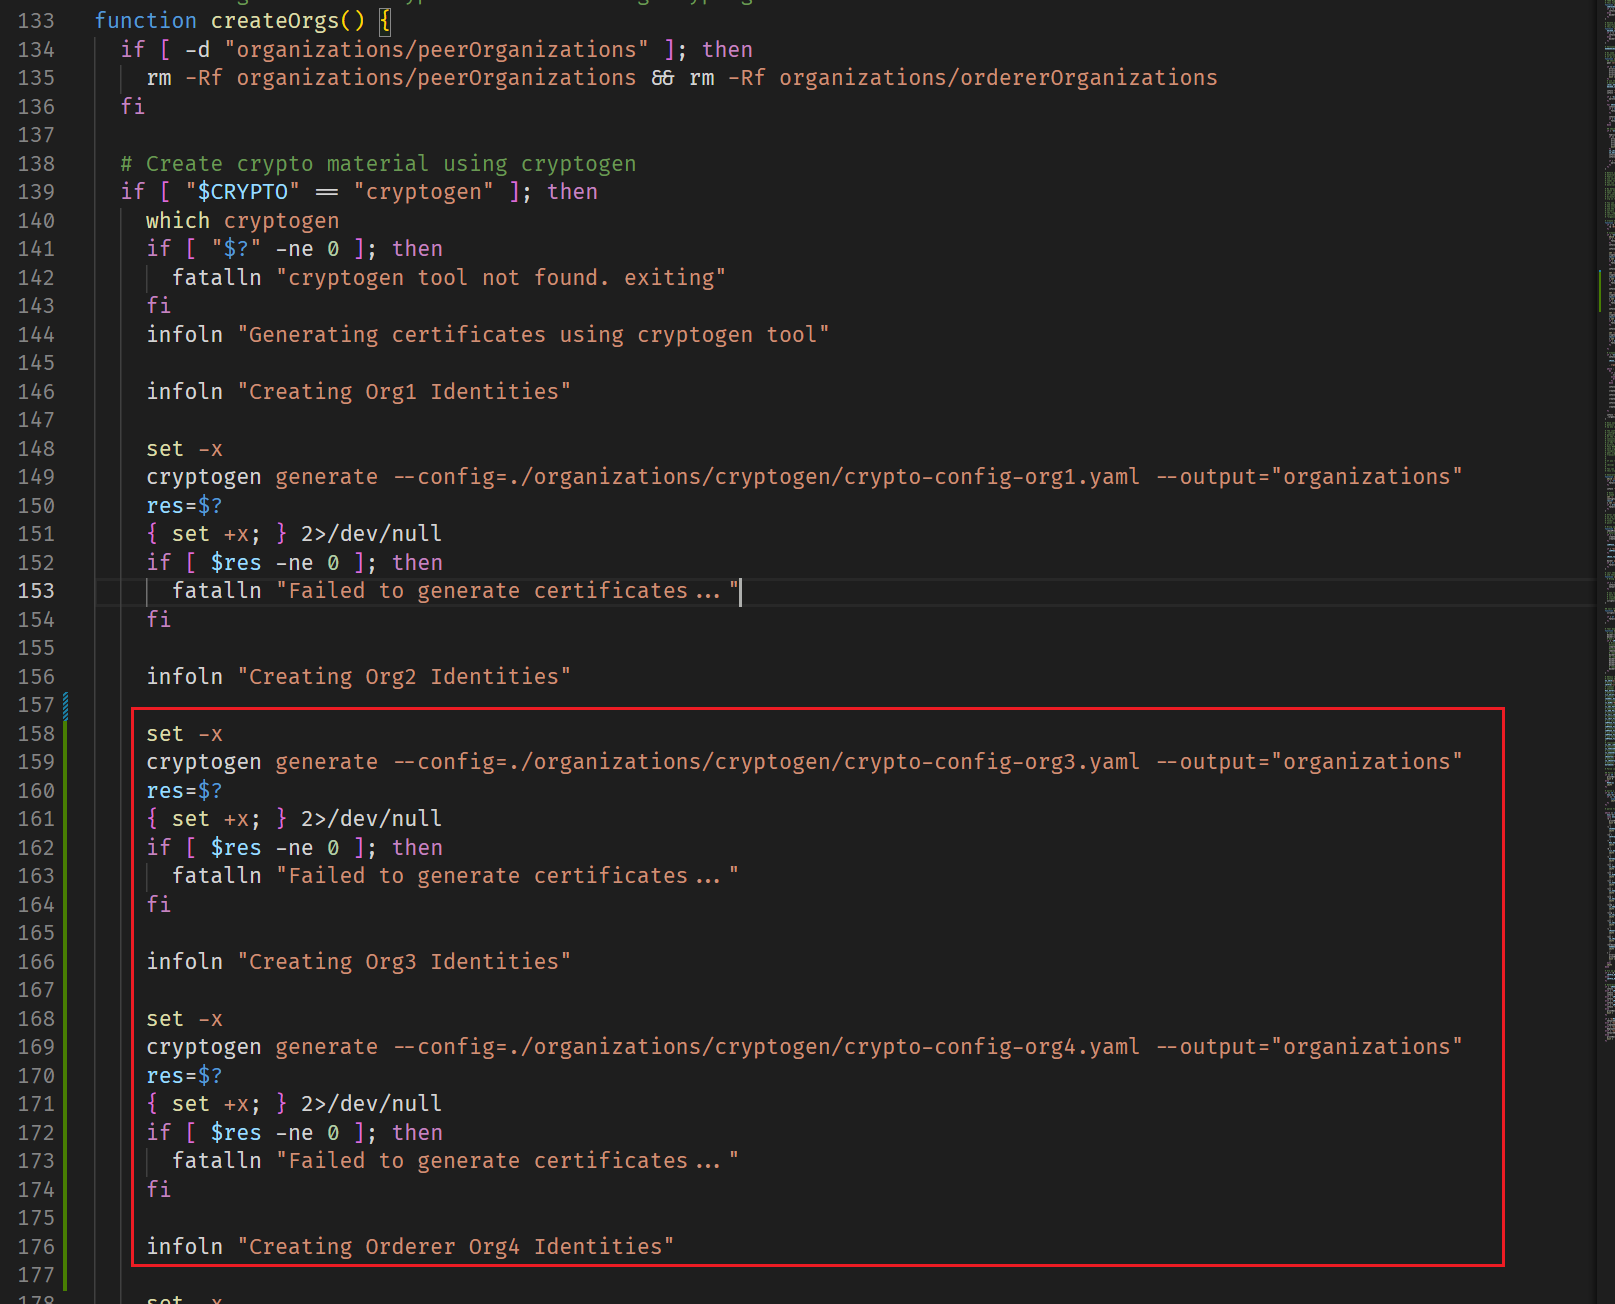 133 function createOrgs() {
134 if [ -d "organizations/peerOrganizations" ]; then
135 rm -Rf organizations/peerOrganizations && rm -Rf organizations/ordererOrganizations
136 fi
137
138 # Create crypto material using cryptogen
139 if [ "$CRYPTO" == "cryptogen" ]; then
140 which cryptogen
141 if [ "$?" -ne 0 ]; then
142 fatalln "cryptogen tool not found. exiting"
143 fi
144 infoln "Generating certificates using cryptogen tool"
145
146 infoln "Creating Org1 Identities"
147
148 set -x
149 cryptogen generate --config=./organizations/cryptogen/crypto-config-org1.yaml --output="organizations"
150 res=$?
151 { set +x; } 2>/dev/null
152 if [ $res -ne 0 ]; then
153 fatalln "Failed to generate certificates..."
154 fi
155
156 infoln "Creating Org2 Identities"
157
158 set -x
159 cryptogen generate --config=./organizations/cryptogen/crypto-config-org3.yaml --output="organizations"
160 res=$?
161 { set +x; } 2>/dev/null
162 if [ $res -ne 0 ]; then
163 fatalln "Failed to generate certificates..."
164 fi
165
166 infoln "Creating Org3 Identities"
167
168 set -x
169 cryptogen generate --config=./organizations/cryptogen/crypto-config-org4.yaml --output="organizations"
170 res=$?
171 { set +x; } 2>/dev/null
172 if [ $res -ne 0 ]; then
173 fatalln "Failed to generate certificates..."
174 fi
175
176 infoln "Creating Orderer Org4 Identities"
177
178 set -x